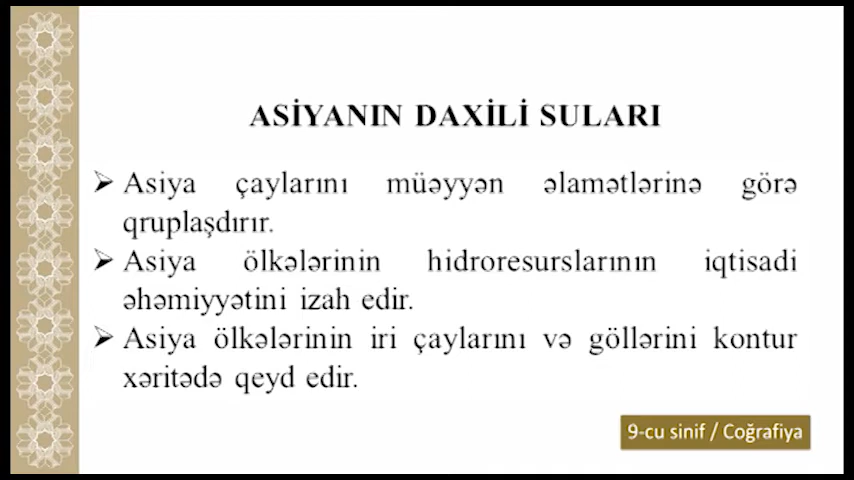 ASİYANIN DAXİLİ SULARI
➢ Asiya çaylarını müəyyən əlamətlərinə görə
qruplaşdırır.
➢ Asiya ölkələrinin hidroresurslarının iqtisadi
əhəmiyyətini izah edir.
➢ Asiya ölkələrinin iri çaylarını və göllərini kontur
xəritədə qeyd edir.
9-cu sinif / Coğrafiya